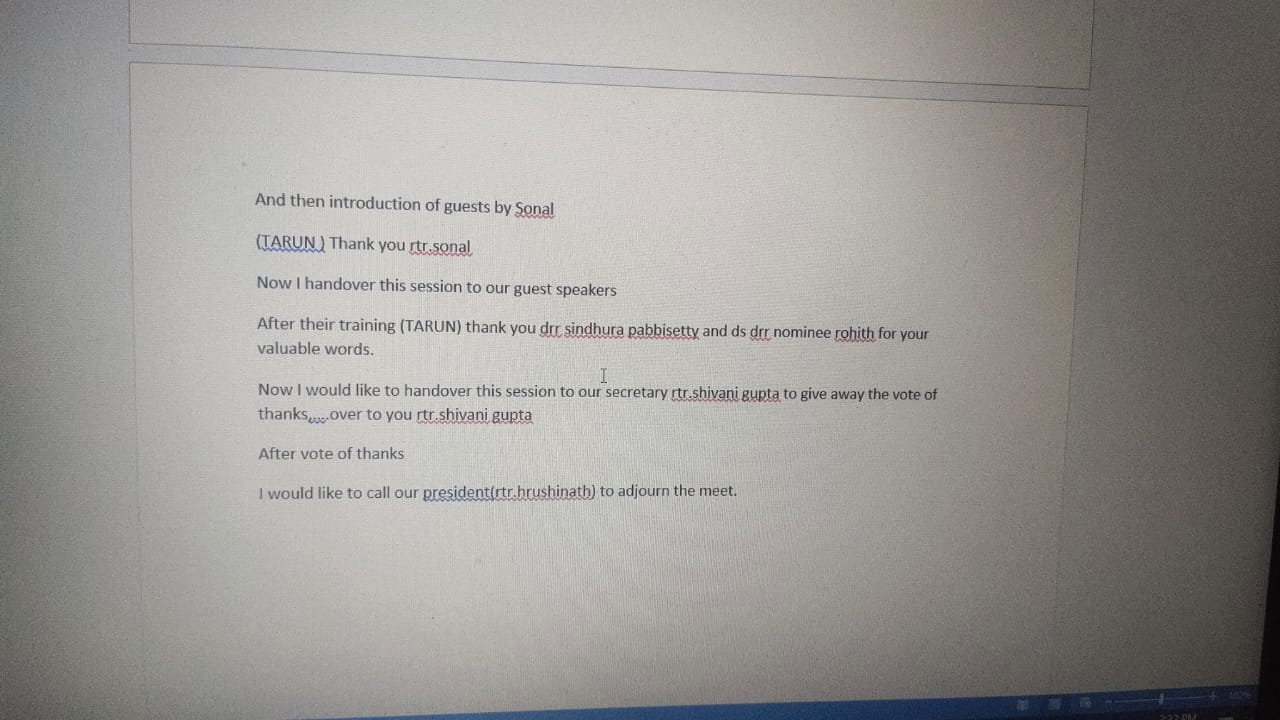 And then introduction of guests by Sonal
(TARUN ) Thank you rtr.sonal
Now I handover this session to our guest speakers
After their training (TARUN) thank you drr sindhura pabbisetty and ds drr nominee rohith for your
valuable words.
Now I would like to handover this session to our secretary rtr.shivani gupta to give away the vote of
thanks,,,,.over to you rtr.shivani gupta
After vote of thanks
I would like to call our president(rtr.hrushinath) to adjourn the meet.